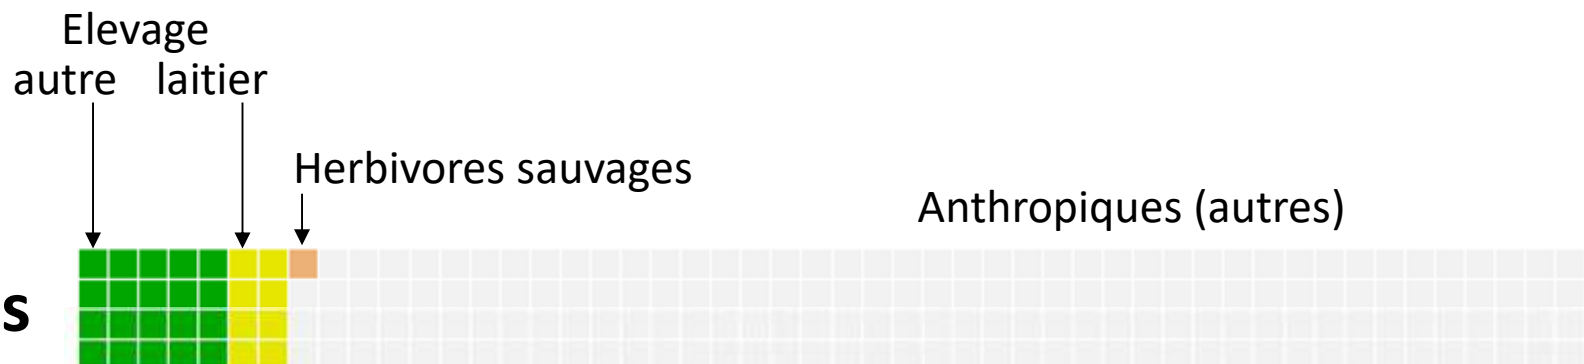 Elevage
autre laitier
Herbivores sauvages
Anthropiques (autres)
s